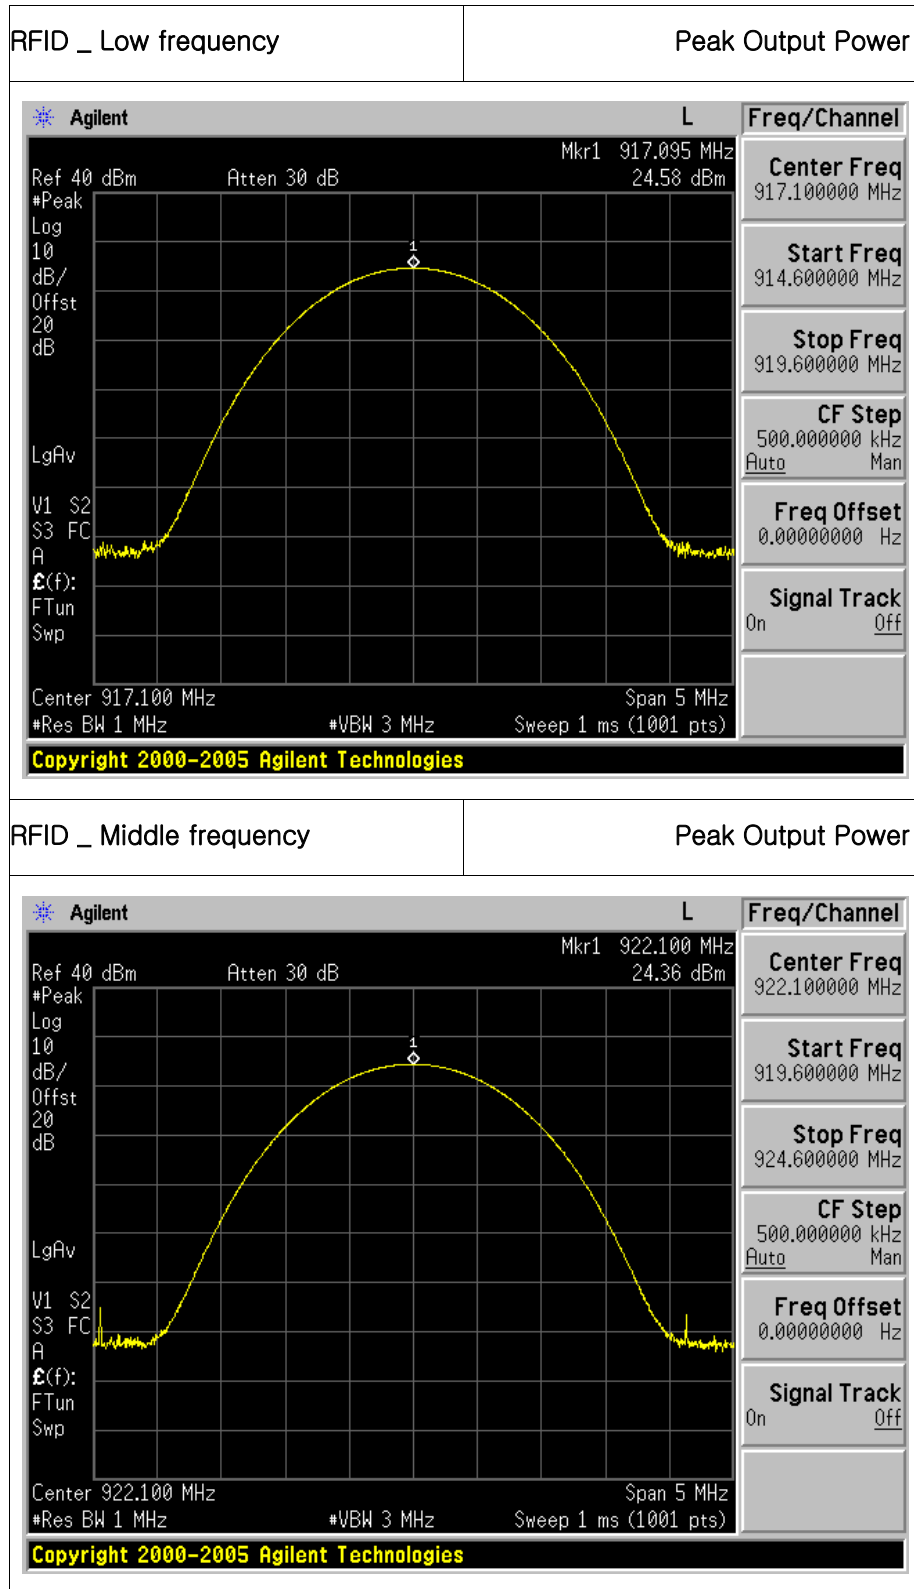 RFID _ Low frequency Peak Output Power
Agilent L Freq/Channel
Mkr1 917.095 MHz
Ref 40 dBm Atten 30 dB 24.58 dBm
#Peak
Log
10
dB/
Offst
20
dB
1
LgAv
V1 S2
S3 FC
A
£(f):
FTun
Swp
Center 917.100 MHz Span 5 MHz
#Res BW 1 MHz #VBW 3 MHz Sweep 1 ms (1001 pts)
Center Freq
917.100000 MHz
Start Freq
914.600000 MHz
Stop Freq
919.600000 MHz
CF Step
500.000000 kHz
Auto Man
Freq Offset
0.00000000 Hz
Signal Track
On Off
Copyright 2000-2005 Agilent Technologies
RFID _ Middle frequency Peak Output Power
Agilent L Freq/Channel
Mkr1 922.100 MHz
Ref 40 dBm Atten 30 dB 24.36 dBm
#Peak
Log
10
dB/
Offst
20
dB
1
LgAv
V1 S2
S3 FC
A
£(f):
FTun
Swp
Center 922.100 MHz Span 5 MHz
#Res BW 1 MHz #VBW 3 MHz Sweep 1 ms (1001 pts)
Center Freq
922.100000 MHz
Start Freq
919.600000 MHz
Stop Freq
924.600000 MHz
CF Step
500.000000 kHz
Auto Man
Freq Offset
0.00000000 Hz
Signal Track
On Off
Copyright 2000-2005 Agilent Technologies